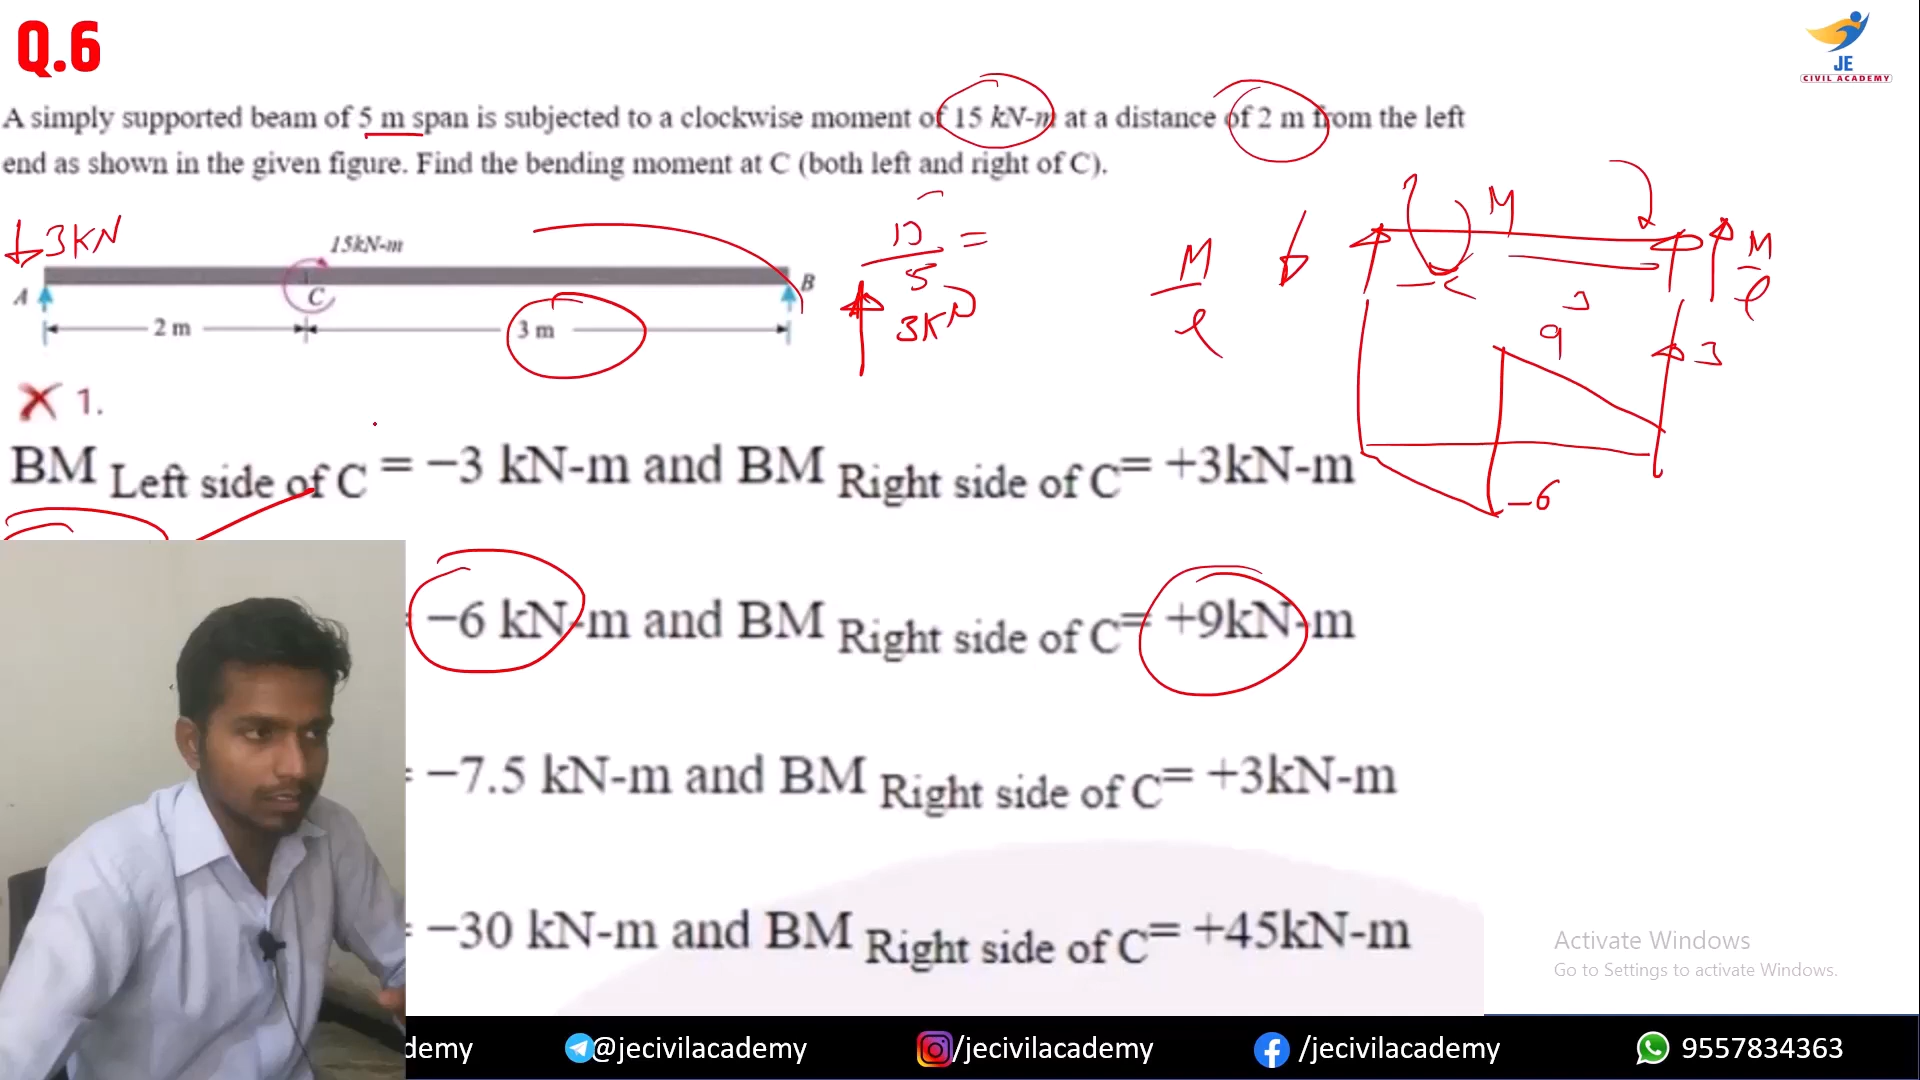 Q.6
JE
CIVIL ACADEMY
A simply supported beam of 5 m span is subjected to a clockwise moment of 15 kN-m at a distance of 2 m from the left
end as shown in the given figure. Find the bending moment at C (both left and right of C).
3KN
15kN-m
A
C
B
2 m
3 m
5
3KN
M
l
M
M
l
9
3
-6
X 1.
BM Left side of C = −3 kN-m and BM Right side of C= +3kN-m
−6 kN-m and BM Right side of C= +9kN-m
= −7.5 kN-m and BM Right side of C= +3kN-m
= −30 kN-m and BM Right side of C= +45kN-m
Activate Windows
Go to Settings to activate Windows.
demy @jecivilacademy /jecivilacademy /jecivilacademy 9557834363